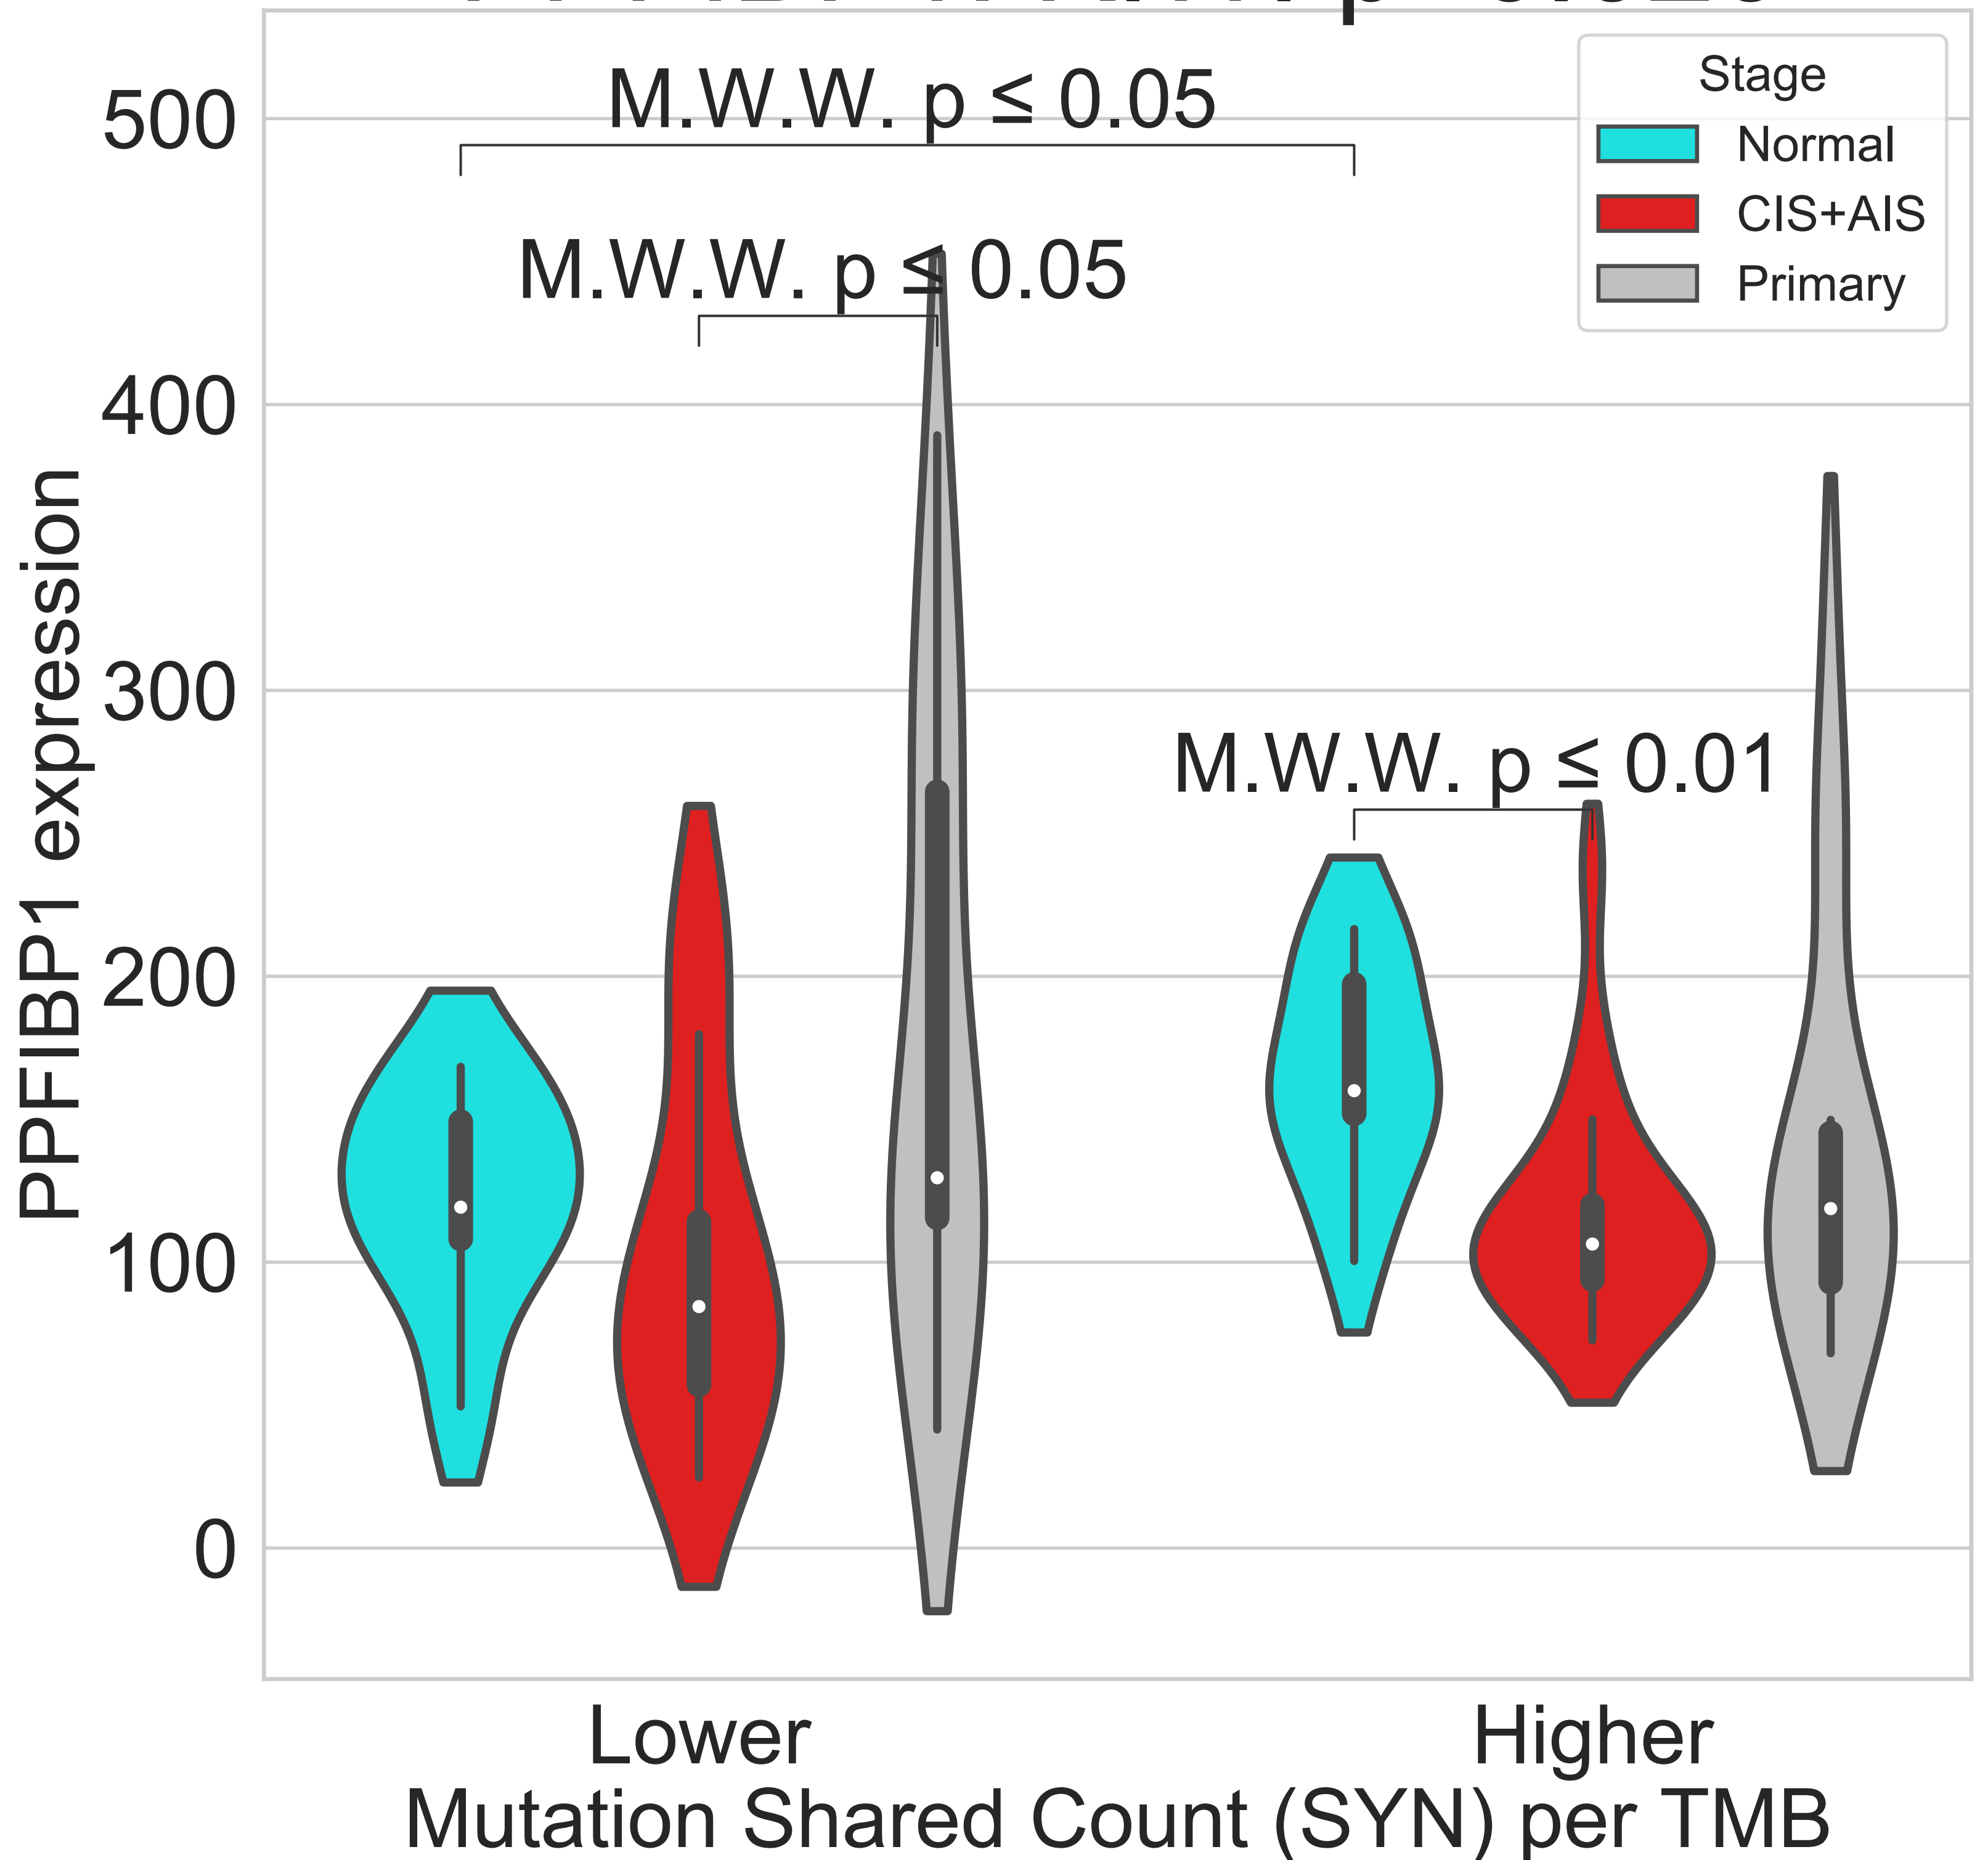 M.W.W. p ≤ 0.05
M.W.W. p ≤ 0.05
M.W.W. p ≤ 0.01
Stage
Normal
CIS+AIS
Primary
PPFIBP1 expression
500
400
300
200
100
0
Lower
Higher
Mutation Shared Count (SYN) per TMB